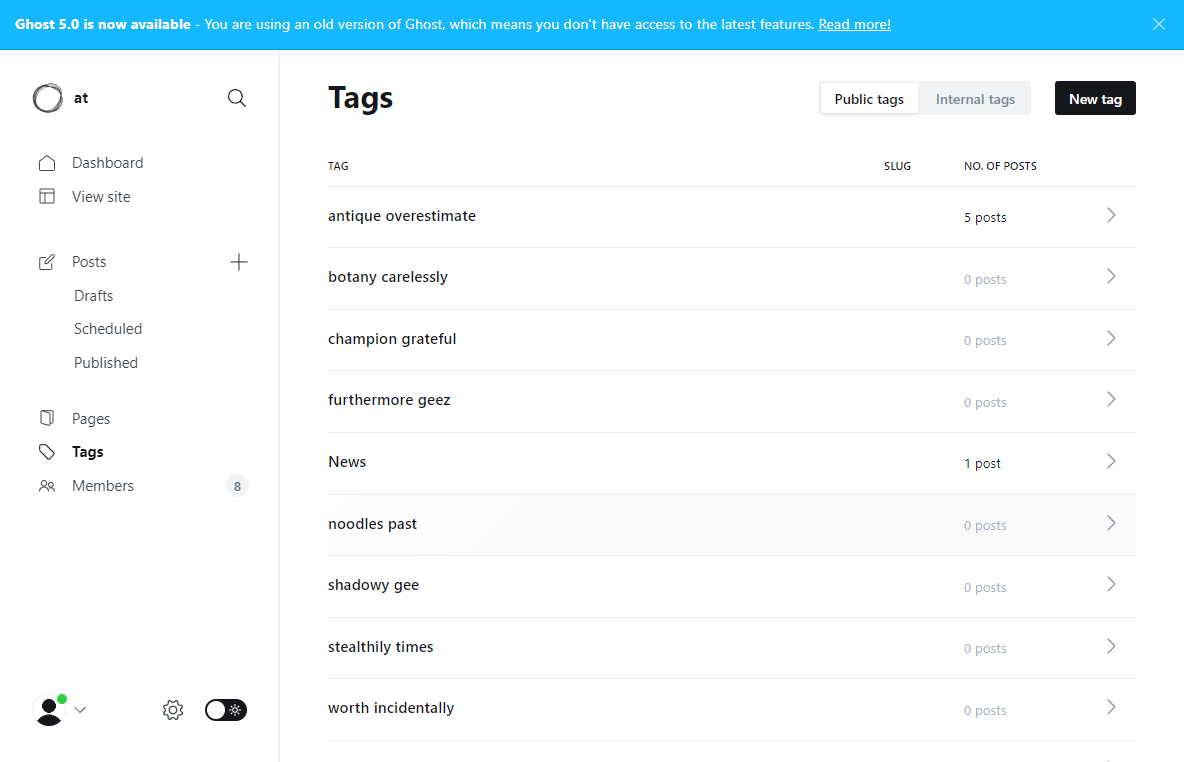 Ghost 5.0 is now available - You are using an old version of Ghost, which means you don't have access to the latest features. Read more!
at
Dashboard
View site
Posts
Drafts
Scheduled
Published
Pages
Tags
Members 8
Tags
Public tags Internal tags New tag
TAG SLUG NO. OF POSTS
antique overestimate 5 posts
botany carelessly 0 posts
champion grateful 0 posts
furthermore geez 0 posts
News 1 post
noodles past 0 posts
shadowy gee 0 posts
stealthily times 0 posts
worth incidentally 0 posts